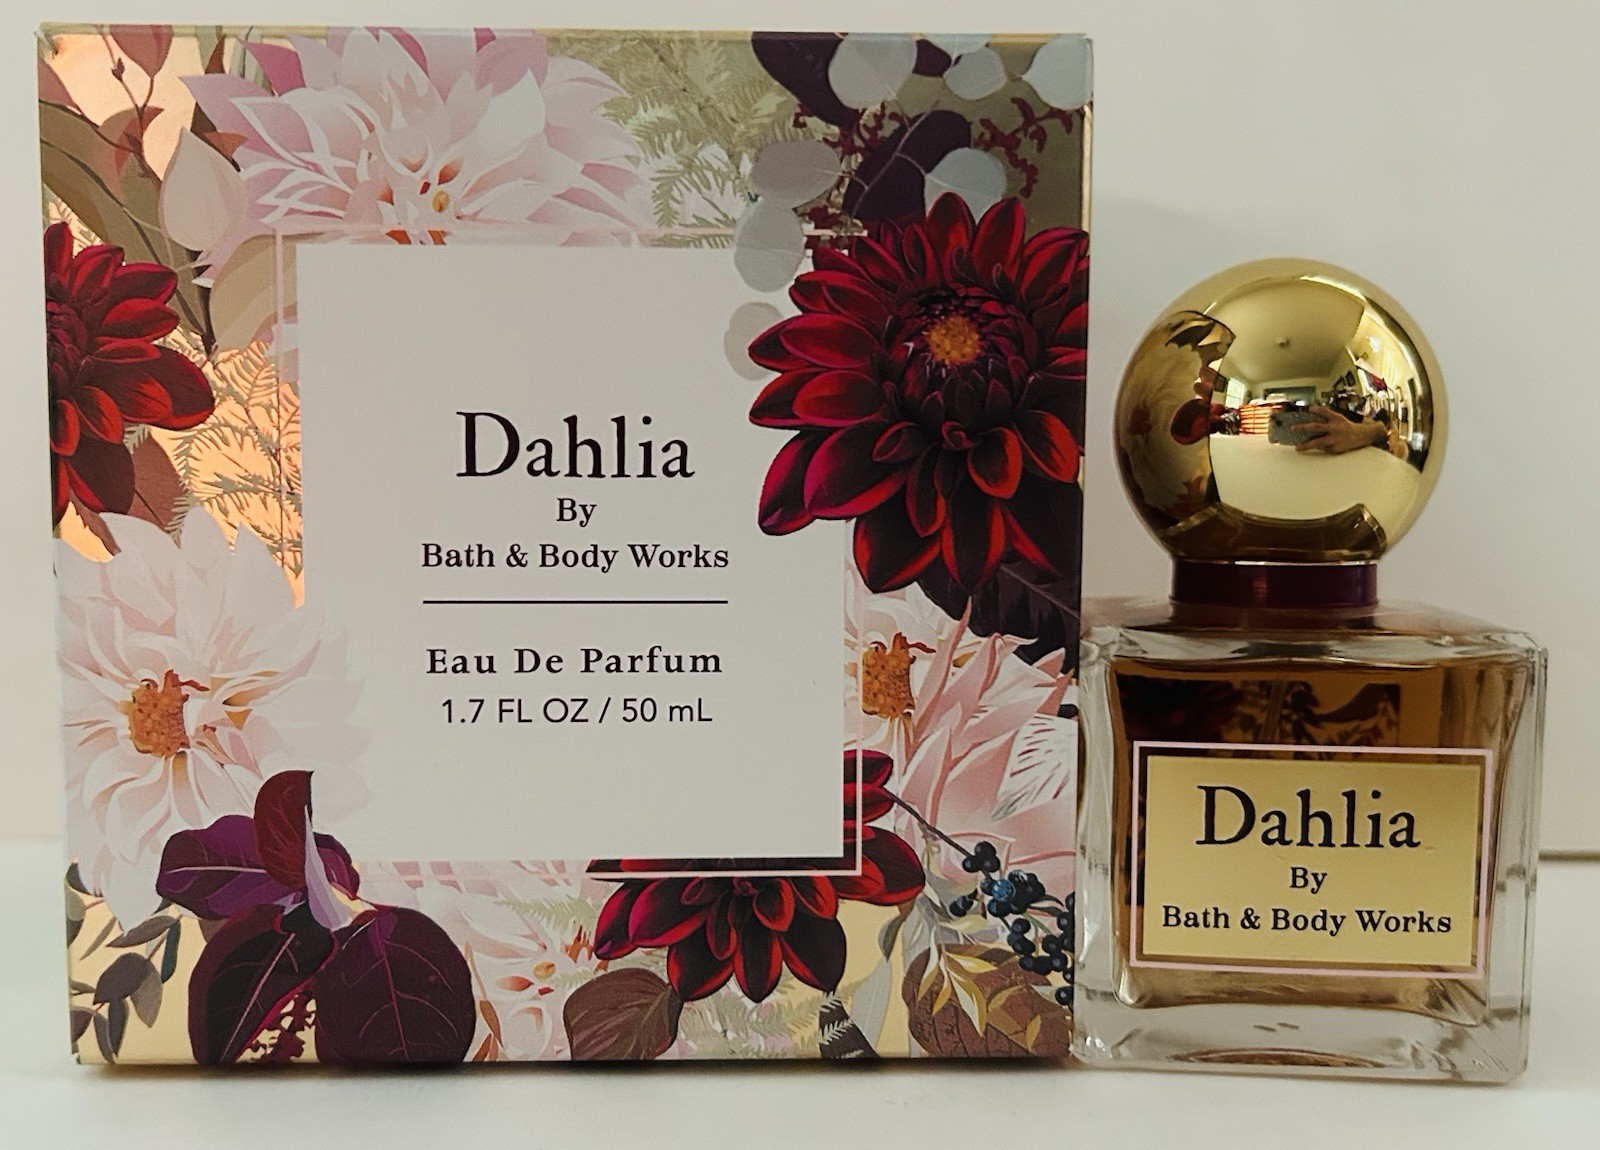 Dahlia
By
Bath & Body Works
Eau De Parfum
1.7 FL OZ / 50 mL
Dahlia
By
Bath & Body Works